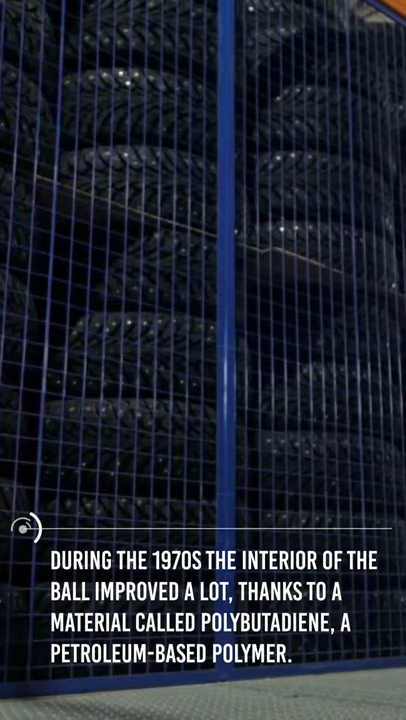 DURING THE 1970S THE INTERIOR OF THE
BALL IMPROVED A LOT, THANKS TO A
MATERIAL CALLED POLYBUTADIENE, A
PETROLEUM-BASED POLYMER.